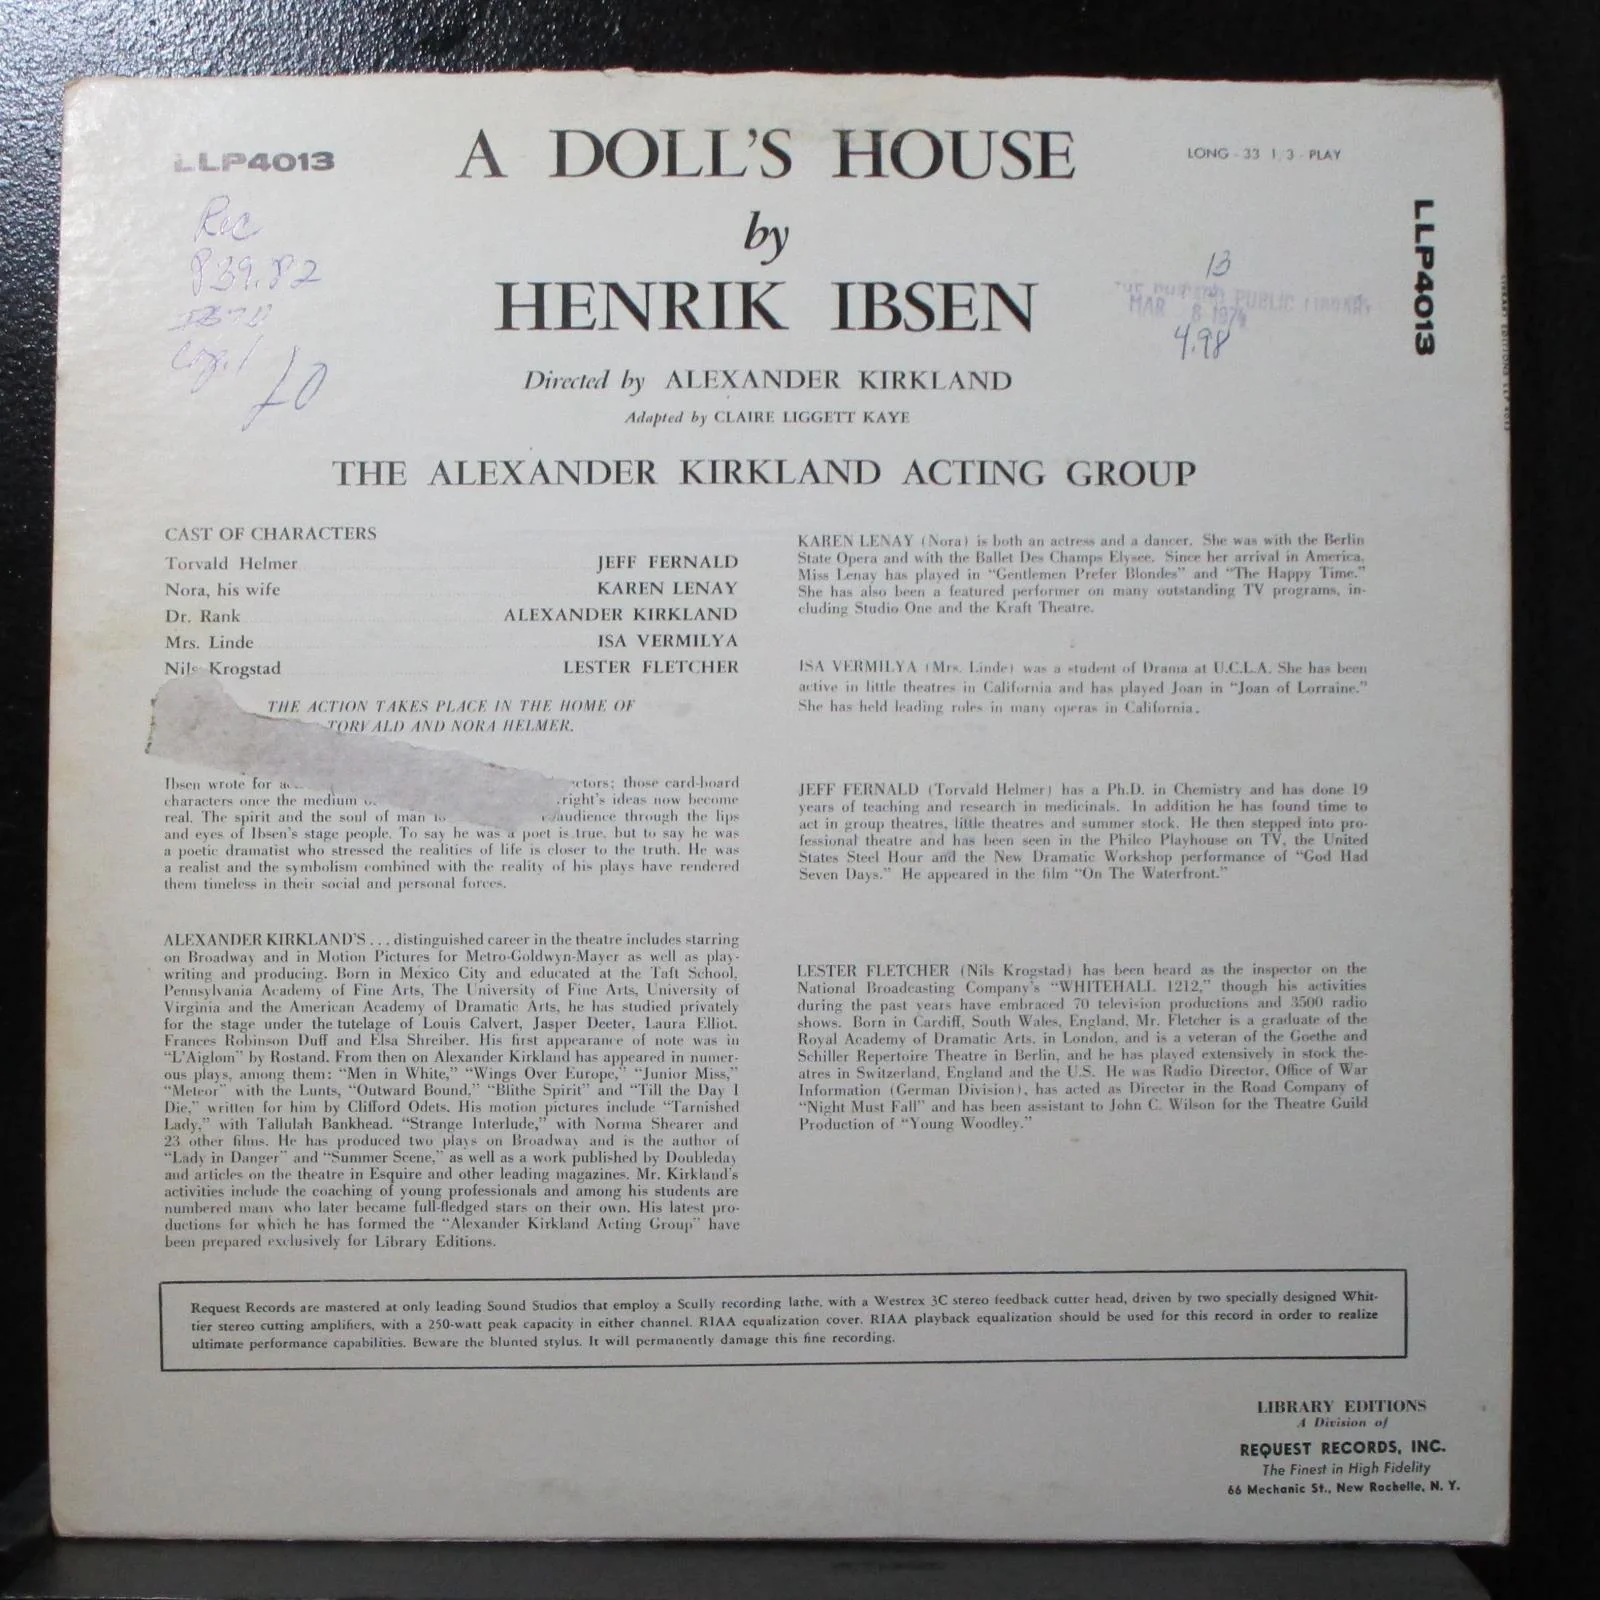 LLP4013
A DOLL'S HOUSE
LONG - 33 1/3 - PLAY
by
HENRIK IBSEN
LLP4013
Rec
839.82
13
PUBLIC LIBRARY
MAR 8 1974
4.98
Directed by ALEXANDER KIRKLAND
Adapted by CLAIRE LIGGETT KAYE
THE ALEXANDER KIRKLAND ACTING GROUP
CAST OF CHARACTERS
Torvald Helmer JEFF FERNALD
Nora, his wife KAREN LENAY
Dr. Rank ALEXANDER KIRKLAND
Mrs. Linde ISA VERMILYA
Nils Krogstad LESTER FLETCHER
THE ACTION TAKES PLACE IN THE HOME OF
TORVALD AND NORA HELMER.
Ibsen wrote for those card-board
characters once the medium ideas now become
real. The spirit and the soul of man audience through the lips
and eyes of Ibsen's stage people. To say he was a poet is true, but to say he was
a poetic dramatist who stressed the realities of life is closer to the truth. He was
a realist and the symbolism combined with the reality of his plays have rendered
them timeless in their social and personal forces.
ALEXANDER KIRKLAND'S . . . distinguished career in the theatre includes starring
on Broadway and in Motion Pictures for Metro-Goldwyn-Mayer as well as play-
writing and producing. Born in Mexico City and educated at the Taft School,
Pennsylvania Academy of Fine Arts, The University of Fine Arts, University of
Virginia and the American Academy of Dramatic Arts, he has studied privately
for the stage under the tutelage of Louis Calvert, Jasper Deeter, Laura Elliot,
Frances Robinson Duff and Elsa Shreiber. His first appearance of note was in
"L'Aiglom" by Rostand. From then on Alexander Kirkland has appeared in numer-
ous plays, among them: "Men in White," "Wings Over Europe," "Junior Miss,"
"Meteor" with the Lunts, "Outward Bound," "Blithe Spirit" and "Till the Day I
Die," written for him by Clifford Odets. His motion pictures include "Tarnished
Lady," with Tallulah Bankhead. "Strange Interlude," with Norma Shearer and
23 other films. He has produced two plays on Broadway and is the author of
"Lady in Danger" and "Summer Scene," as well as a work published by Doubleday
and articles on the theatre in Esquire and other leading magazines. Mr. Kirkland's
activities include the coaching of young professionals and among his students are
numbered many who later became full-fledged stars on their own. His latest pro-
ductions for which he has formed the "Alexander Kirkland Acting Group" have
been prepared exclusively for Library Editions.
KAREN LENAY (Nora) is both an actress and a dancer. She was with the Berlin
State Opera and with the Ballet Des Champs Elysee. Since her arrival in America,
Miss Lenay has played in "Gentlemen Prefer Blondes" and "The Happy Time."
She has also been a featured performer on many outstanding TV programs, in-
cluding Studio One and the Kraft Theatre.
ISA VERMILYA (Mrs. Linde) was a student of Drama at U.C.L.A. She has been
active in little theatres in California and has played Joan in "Joan of Lorraine."
She has held leading roles in many operas in California.
JEFF FERNALD (Torvald Helmer) has a Ph.D. in Chemistry and has done 19
years of teaching and research in medicinals. In addition he has found time to
act in group theatres, little theatres and summer stock. He then stepped into pro-
fessional theatre and has been seen in the Philco Playhouse on TV, the United
States Steel Hour and the New Dramatic Workshop performance of "God Had
Seven Days." He appeared in the film "On The Waterfront."
LESTER FLETCHER (Nils Krogstad) has been heard as the inspector on the
National Broadcasting Company's "WHITEHALL 1212," though his activities
during the past years have embraced 70 television productions and 3500 radio
shows. Born in Cardiff, South Wales, England, Mr. Fletcher is a graduate of the
Royal Academy of Dramatic Arts, in London, and is a veteran of the Goethe and
Schiller Repertoire Theatre in Berlin, and he has played extensively in stock the-
atres in Switzerland, England and the U.S. He was Radio Director, Office of War
Information (German Division), has acted as Director in the Road Company of
"Night Must Fall" and has been assistant to John C. Wilson for the Theatre Guild
Production of "Young Woodley."
Request Records are mastered at only leading Sound Studios that employ a Scully recording lathe, with a Westrex 3C stereo feedback cutter head, driven by two specially designed Whit-
tier stereo cutting amplifiers, with a 250-watt peak capacity in either channel. RIAA equalization cover. RIAA playback equalization should be used for this record in order to realize
ultimate performance capabilities. Beware the blunted stylus. It will permanently damage this fine recording.
LIBRARY EDITIONS
A Division of
REQUEST RECORDS, INC.
The Finest in High Fidelity
66 Mechanic St., New Rochelle, N. Y.